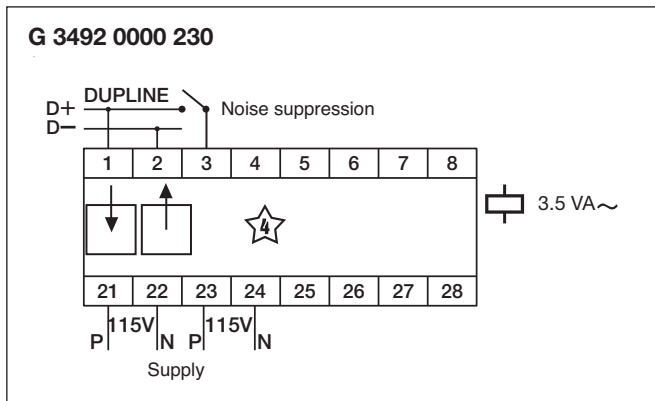 G 3492 0000 230
DUPLINE
D+
D−
Noise suppression
1 2 3 4 5 6 7 8
4
3.5 VA~
21 22 23 24 25 26 27 28
P 115V N P 115V N
Supply